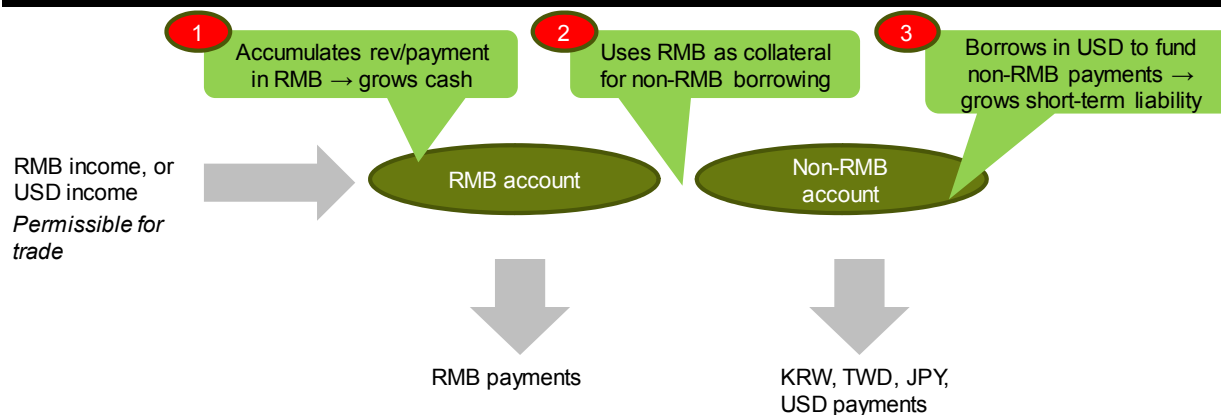 1
Accumulates rev/payment
in RMB → grows cash
2
Uses RMB as collateral
for non-RMB borrowing
3
Borrows in USD to fund
non-RMB payments →
grows short-term liability
RMB income, or
USD income
Permissible for
trade
RMB account
Non-RMB
account
RMB payments
KRW, TWD, JPY,
USD payments